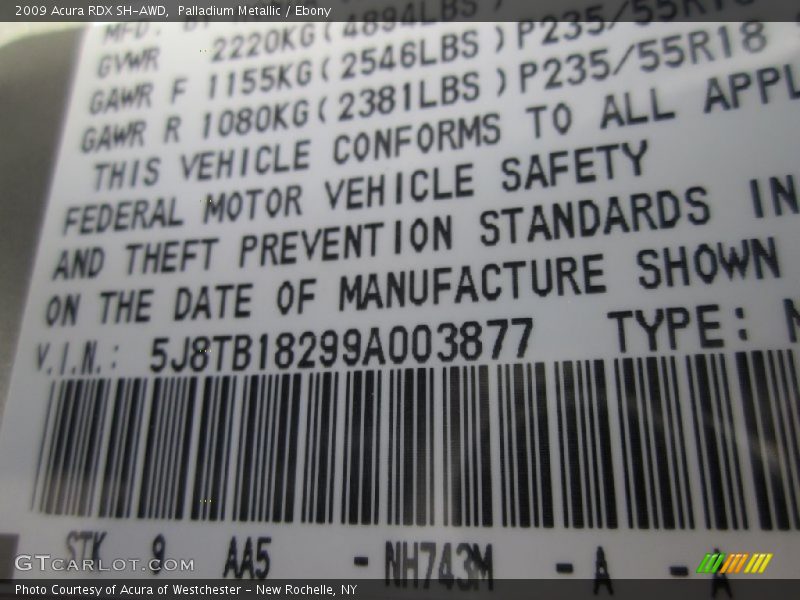 2009 Acura RDX SH-AWD, Palladium Metallic / Ebony
GVWR 2220KG(4894LBS )P235/55R18
GAWR F 1155KG(2546LBS )P235/55R18
GAWR R 1080KG(2381LBS )
THIS VEHICLE CONFORMS TO ALL APPL
FEDERAL MOTOR VEHICLE SAFETY
AND THEFT PREVENTION STANDARDS IN
ON THE DATE OF MANUFACTURE SHOWN
V.I.N.: 5J8TB18299A003877 TYPE:
STK 9 AA5 - NH743M - A - A
GTCARLOT.COM
Photo Courtesy of Acura of Westchester - New Rochelle, NY